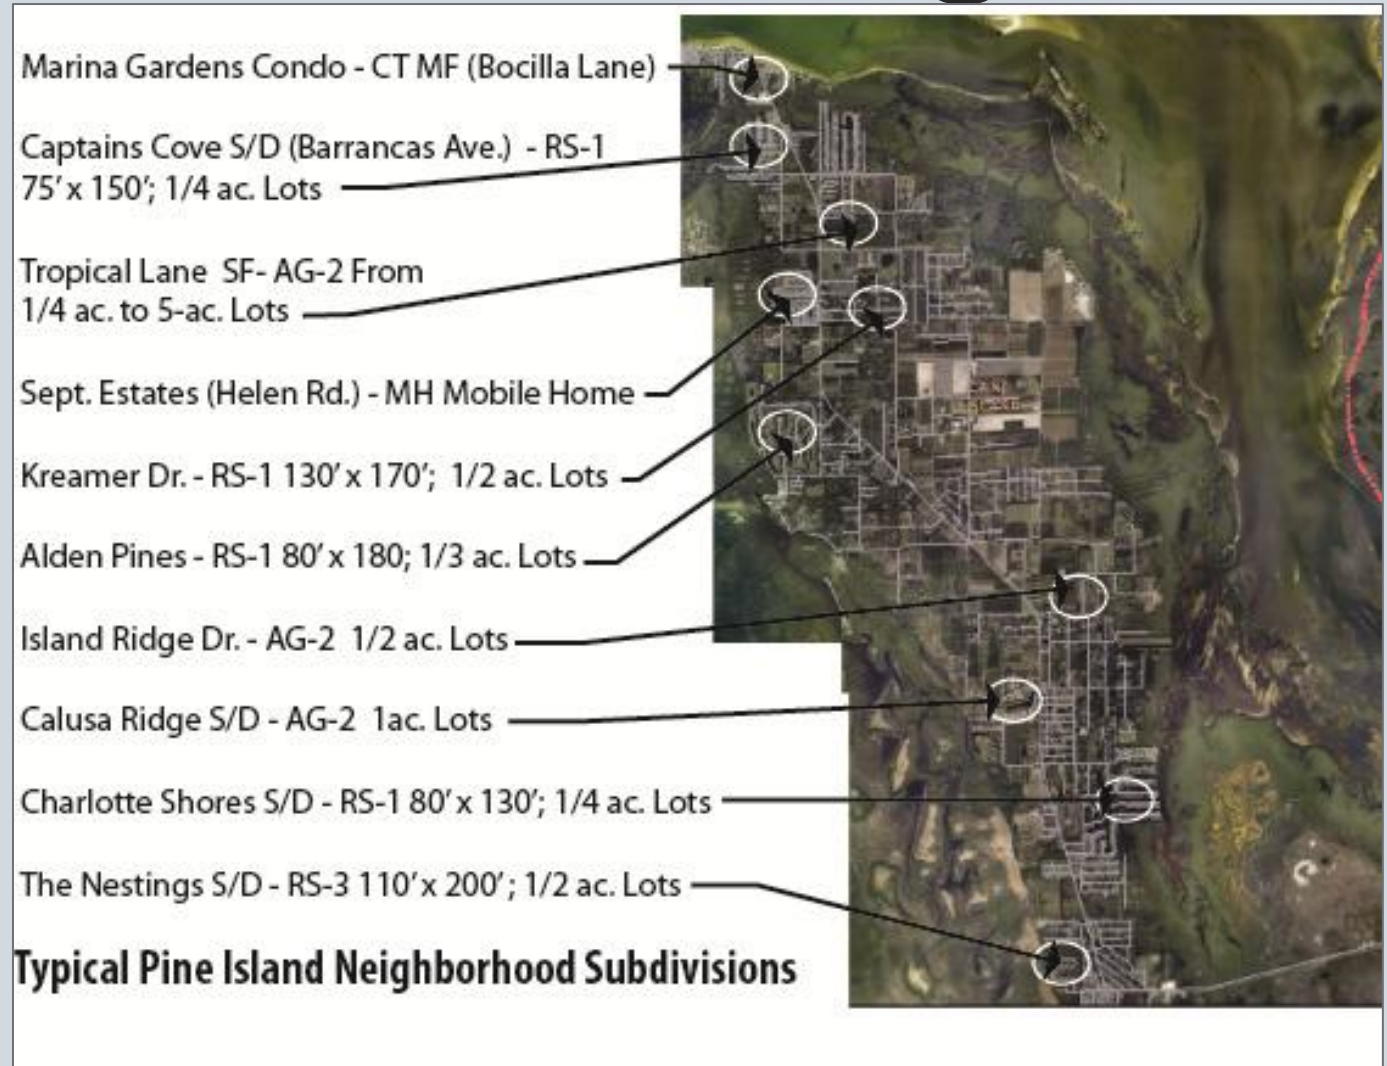 Marina Gardens Condo - CT MF (Bocilla Lane)
Captains Cove S/D (Barrancas Ave.)  - RS-1
75’ x 150’; 1/4 ac. Lots
Tropical Lane  SF- AG-2 From
1/4 ac. to 5-ac. Lots
Sept. Estates (Helen Rd.) - MH Mobile Home
Kreamer Dr. - RS-1 130’ x 170’;  1/2 ac. Lots
Alden Pines - RS-1 80’ x 180; 1/3 ac. Lots
Island Ridge Dr. - AG-2  1/2 ac. Lots
Calusa Ridge S/D - AG-2  1ac. Lots
Charlotte Shores S/D - RS-1 80’ x 130’; 1/4 ac. Lots
The Nestings S/D - RS-3 110’ x 200’ ; 1/2 ac. Lots
Typical Pine Island Neighborhood Subdivisions